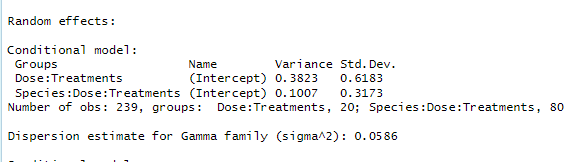 Random effects:
Conditional model:
Groups Name Variance Std.Dev.
Dose:Treatments (Intercept) 0.3823 0.6183
Species:Dose:Treatments (Intercept) 0.1007 0.3173
Number of obs: 239, groups: Dose:Treatments, 20; Species:Dose:Treatments, 80
Dispersion estimate for Gamma family (sigma^2): 0.0586